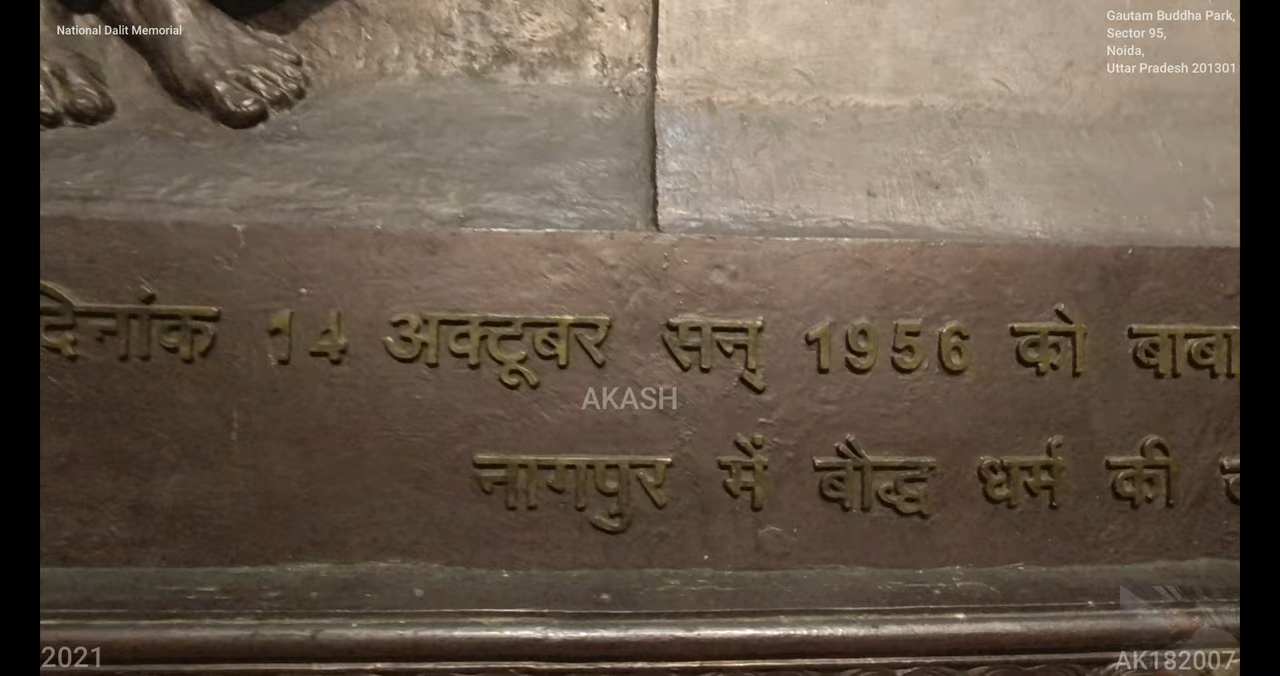 National Dalit Memorial
Gautam Buddha Park,
Sector 95,
Noida,
Uttar Pradesh 201301
दिनांक 14 अक्टूबर सन् 1956 को बाबा
AKASH
नागपुर में बौद्ध धर्म की
2021
AK182007